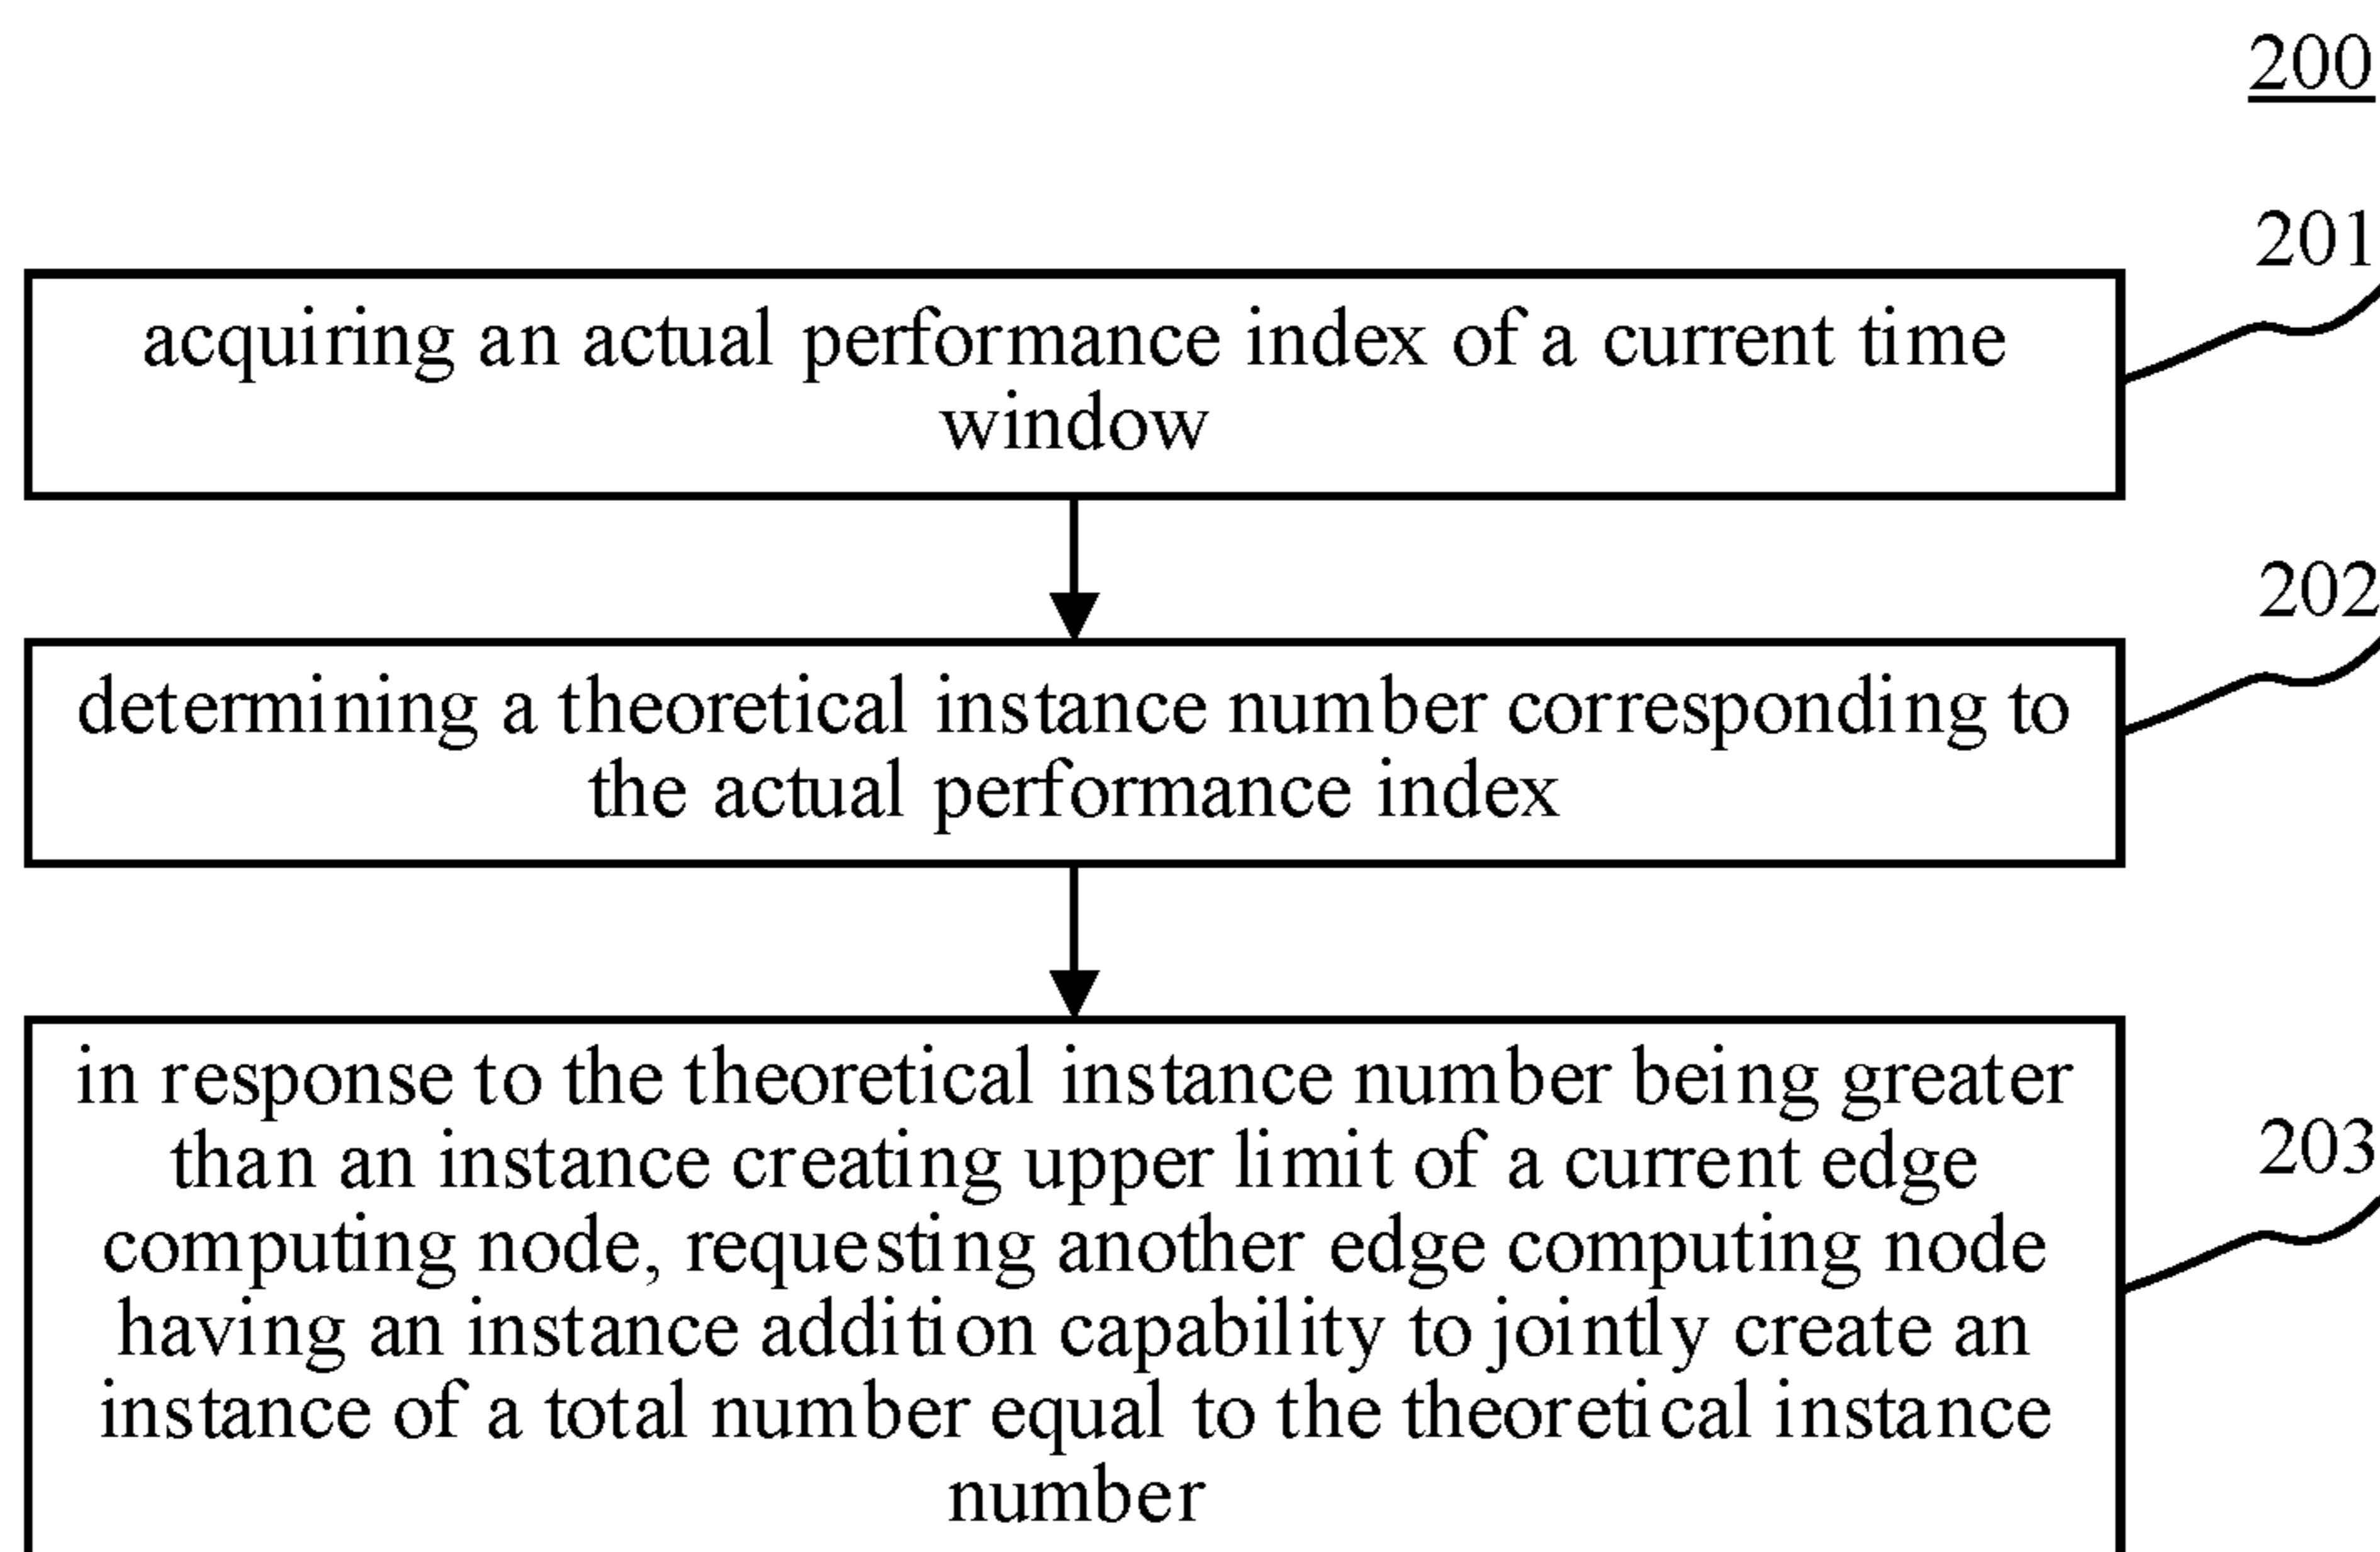 200
201
acquiring an actual performance index of a current time
window
202
determining a theoretical instance number corresponding to
the actual performance index
in response to the theoretical instance number being greater
than an instance creating upper limit of a current edge
203
computing node, requesting another edge computing node
having an instance addition capability to jointly create an
instance of a total number equal to the theoretical instance
number